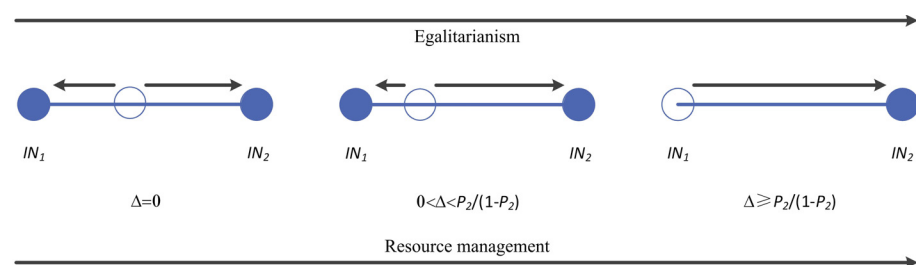 Egalitarianism
IN₁ IN₂ IN₁ IN₂ IN₁ IN₂
Δ=0 0<Δ<P₂/(1-P₂) Δ≥P₂/(1-P₂)
Resource management